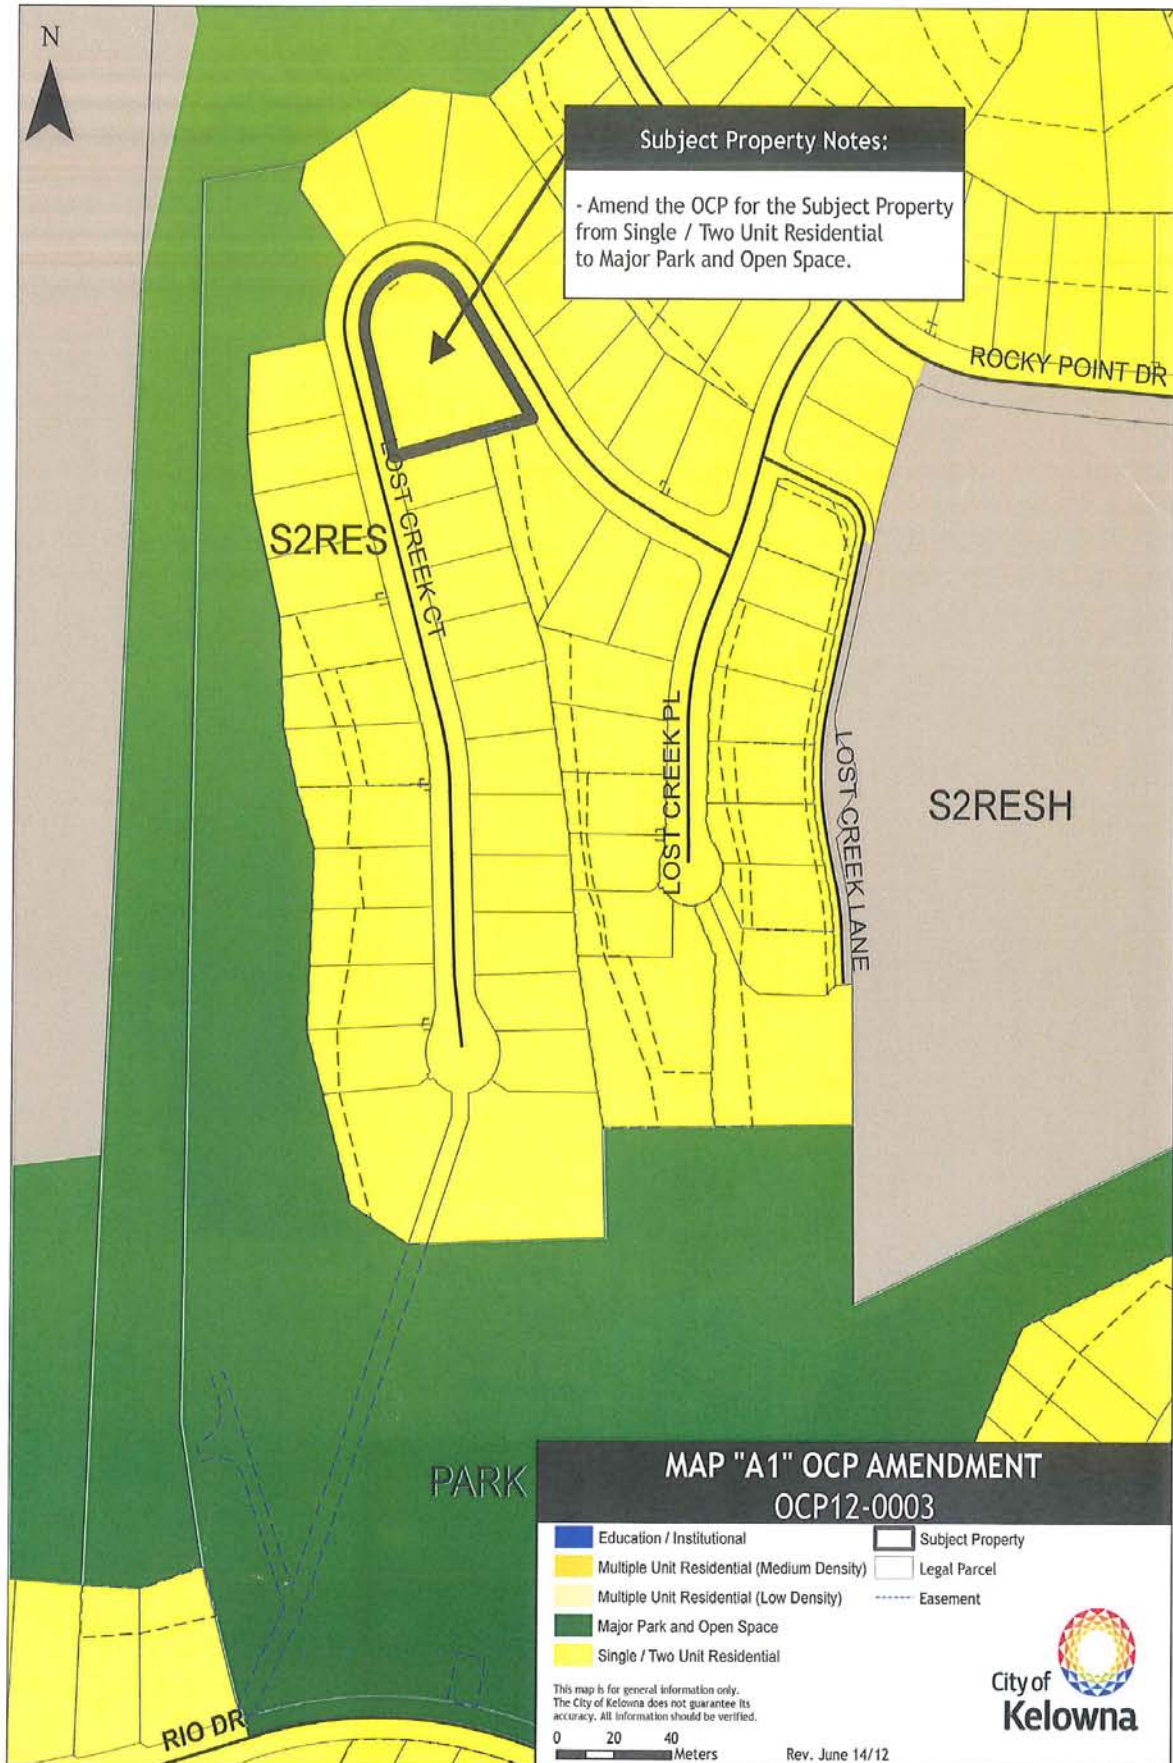 N
Subject Property Notes:
- Amend the OCP for the Subject Property
from Single / Two Unit Residential
to Major Park and Open Space.
ROCKY POINT DR
LOST CREEK CT
S2RES
LOST CREEK PL
LOST CREEK LANE
S2RESH
PARK
RIO DR
MAP "A1" OCP AMENDMENT
OCP12-0003
Education / Institutional
Multiple Unit Residential (Medium Density)
Multiple Unit Residential (Low Density)
Major Park and Open Space
Single / Two Unit Residential
Subject Property
Legal Parcel
Easement
This map is for general information only.
The City of Kelowna does not guarantee its
accuracy. All information should be verified.
0 20 40
Meters
Rev. June 14/12
City of
Kelowna